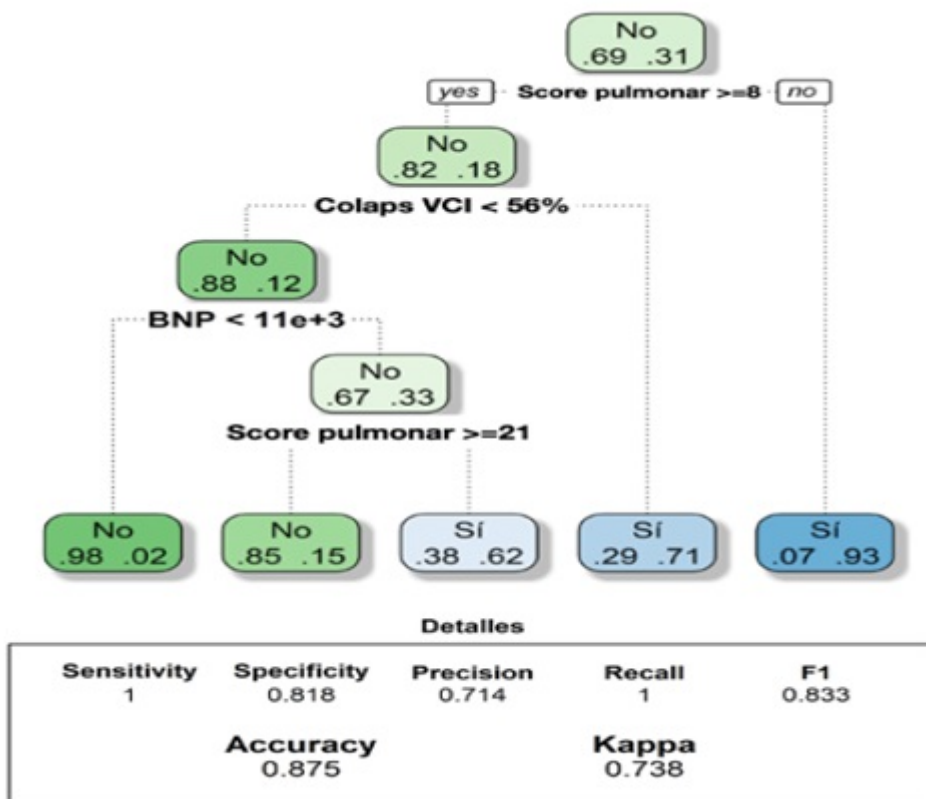 No
.69 .31
yes Score pulmonar >=8 no
No
.82 .18
Colaps VCI < 56%
No
.88 .12
BNP < 11e+3
No
.67 .33
Score pulmonar >=21
No No Sí Sí Sí
.98 .02 .85 .15 .38 .62 .29 .71 .07 .93
Detalles
Sensitivity Specificity Precision Recall F1
1 0.818 0.714 1 0.833
Accuracy Kappa
0.875 0.738